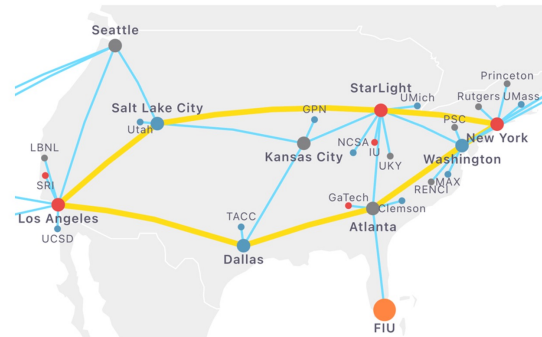 Seattle
Princeton
StarLight
UMich
Rutgers
UMass
Salt Lake City
GPN
Utah
PSC
New York
NCSA
IU
LBNL
Kansas City
UKY
Washington
SRI
MAX
RENCI
GaTech
Clemson
Los Angeles
TACC
Atlanta
UCSD
Dallas
FIU